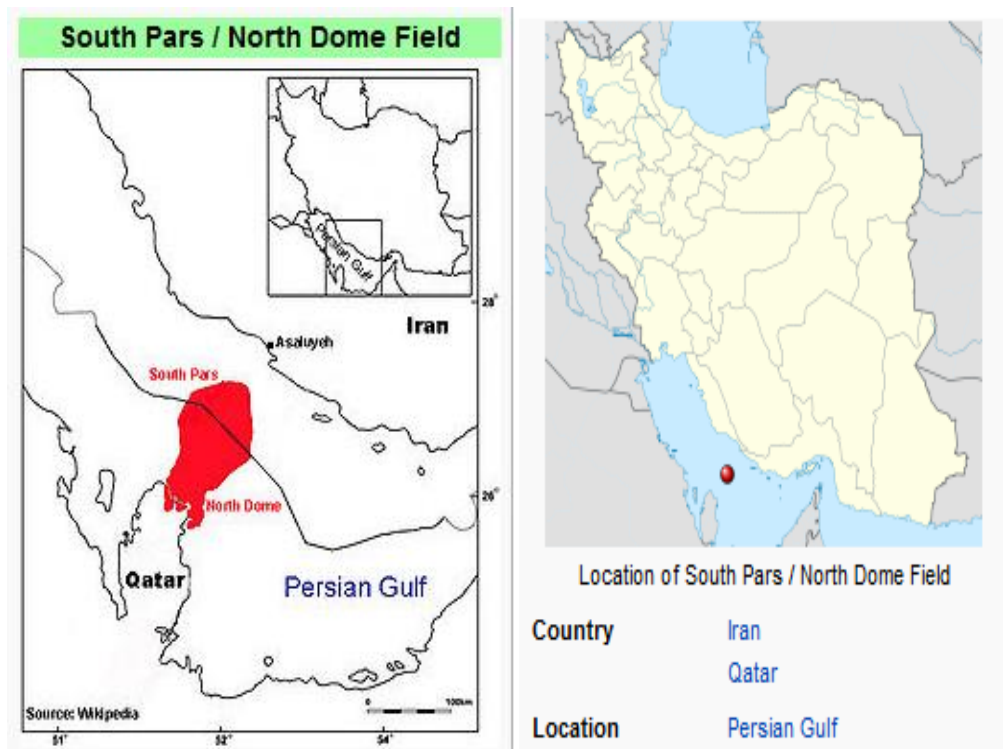 South Pars / North Dome Field
Persian Gulf
28°
Iran
Asaluyeh
South Pars
26°
North Dome
Qatar
Persian Gulf
100km
0
Source: Wikipedia
51°
52°
54°
Location of South Pars / North Dome Field
Country
Iran
Qatar
Location
Persian Gulf